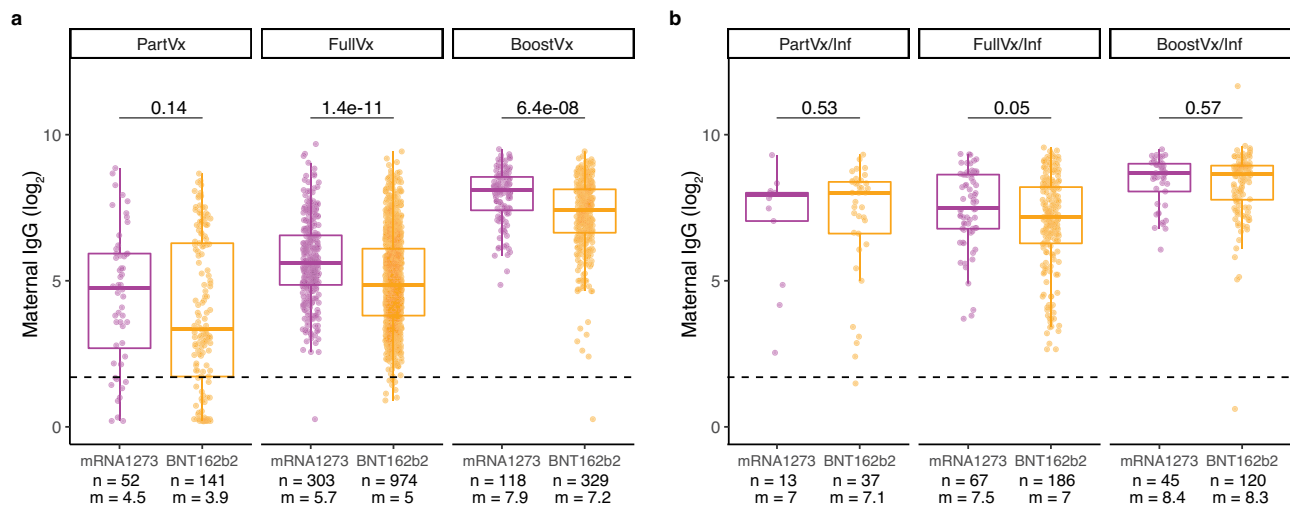 a
PartVx FullVx BoostVx
0.14 1.4e-11 6.4e-08
Maternal IgG (log2)
10
5
0
mRNA1273 BNT162b2 mRNA1273 BNT162b2 mRNA1273 BNT162b2
n = 52 n = 141 n = 303 n = 974 n = 118 n = 329
m = 4.5 m = 3.9 m = 5.7 m = 5 m = 7.9 m = 7.2
b
PartVx/Inf FullVx/Inf BoostVx/Inf
0.53 0.05 0.57
Maternal IgG (log2)
10
5
0
mRNA1273 BNT162b2 mRNA1273 BNT162b2 mRNA1273 BNT162b2
n = 13 n = 37 n = 67 n = 186 n = 45 n = 120
m = 7 m = 7.1 m = 7.5 m = 7 m = 8.4 m = 8.3